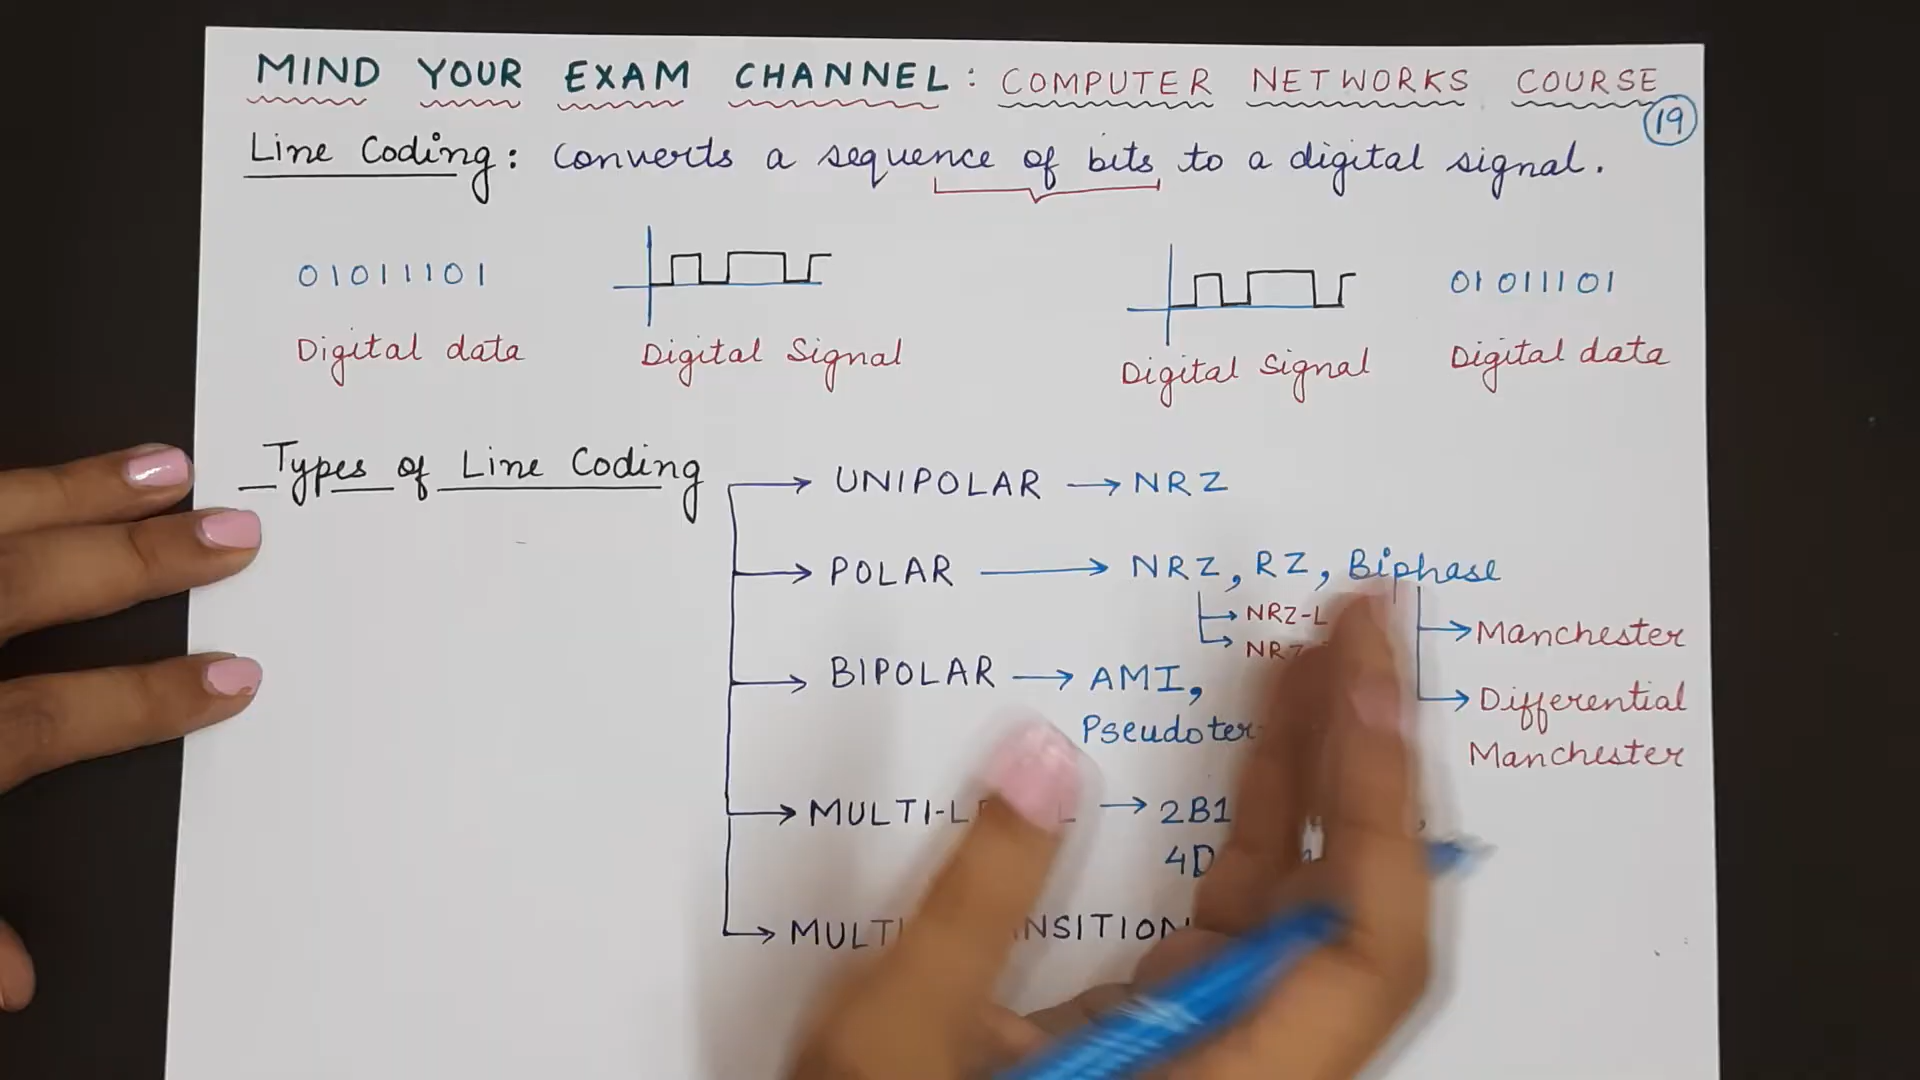 MIND YOUR EXAM CHANNEL: COMPUTER NETWORKS COURSE
19
Line Coding: Converts a sequence of bits to a digital signal.
01011101
Digital data
Digital Signal
Digital Signal
01011101
Digital data
Types of Line Coding
UNIPOLAR → NRZ
POLAR → NRZ, RZ, Biphase
NRZ-L
Manchester
BIPOLAR → AMI,
Differential
Manchester